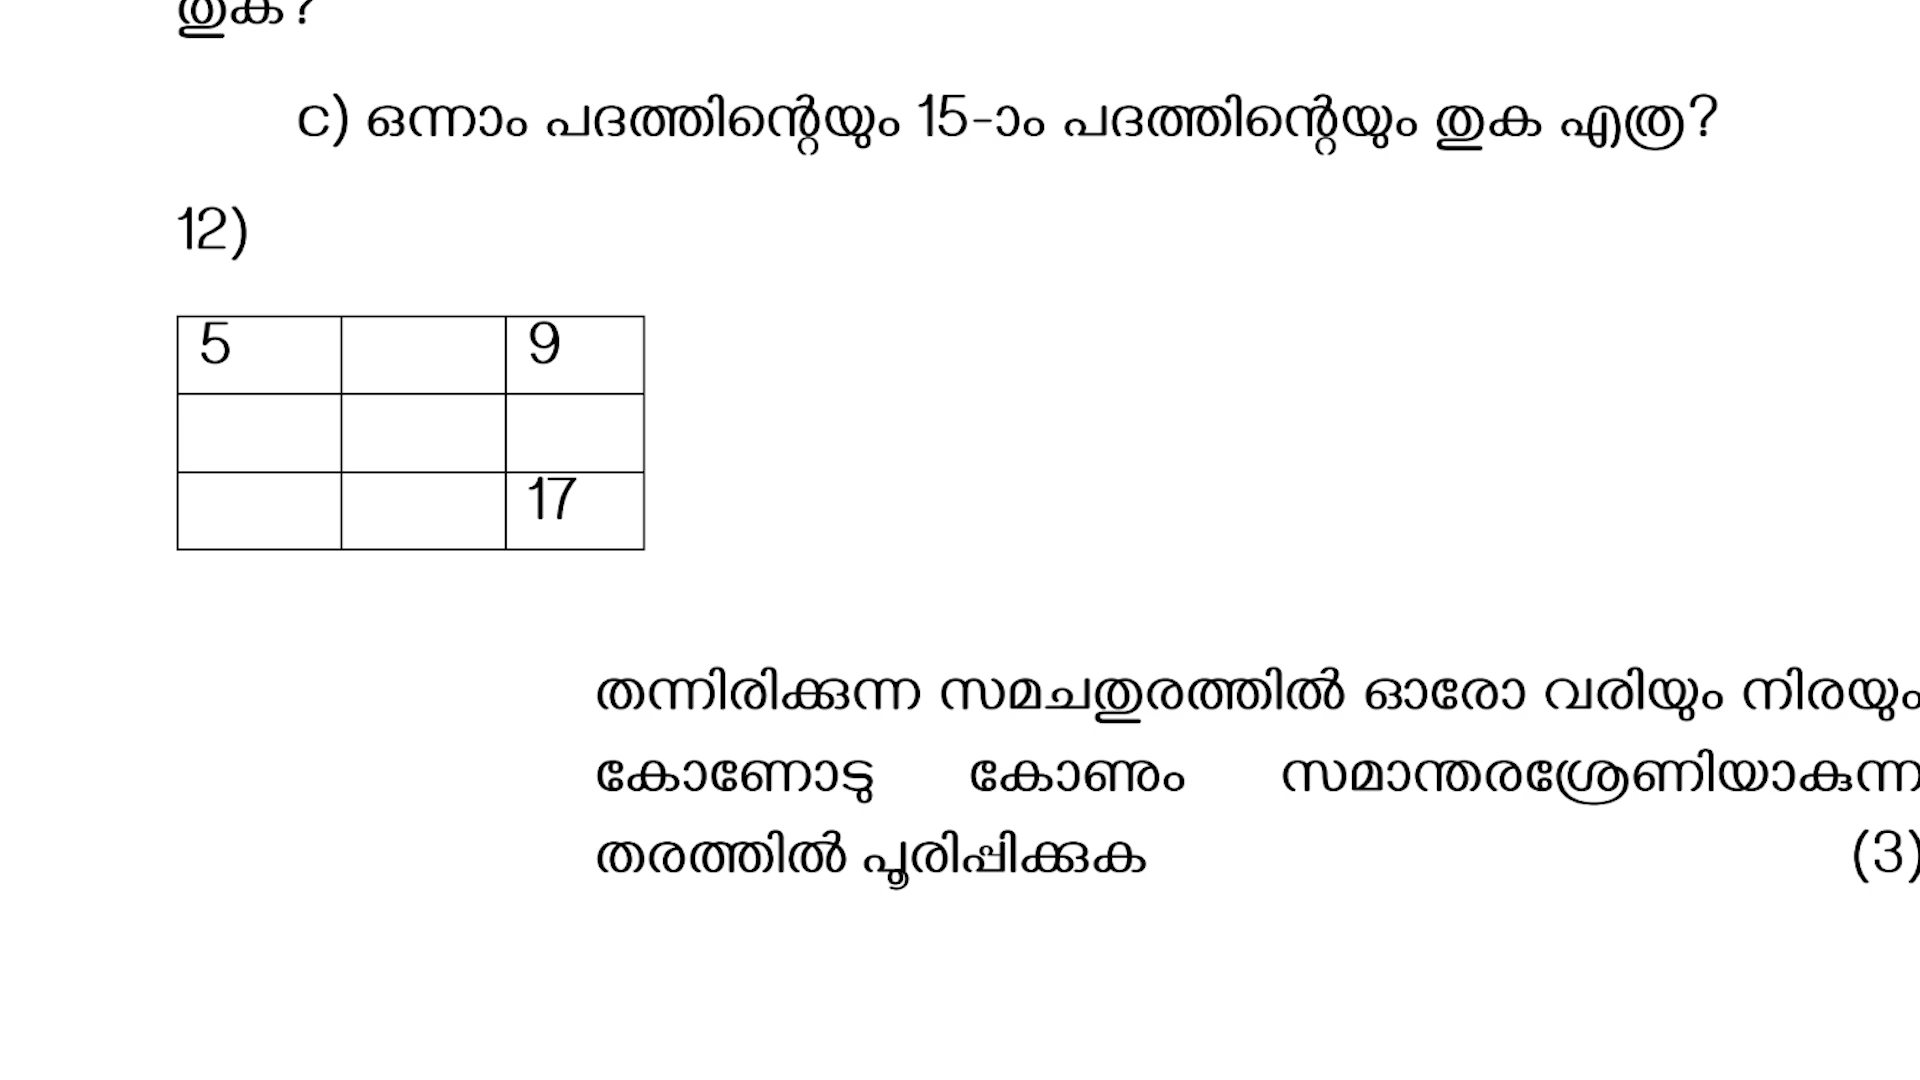 തുക?
c) ഒന്നാം പദത്തിന്റെയും 15-ാം പദത്തിന്റെയും തുക എത്ര?
12)
5 9
17
തന്നിരിക്കുന്ന സമചതുരത്തിൽ ഓരോ വരിയും നിരയും
കോണോടു കോണും സമാന്തരശ്രേണിയാകുന്ന
തരത്തിൽ പൂരിപ്പിക്കുക (3)